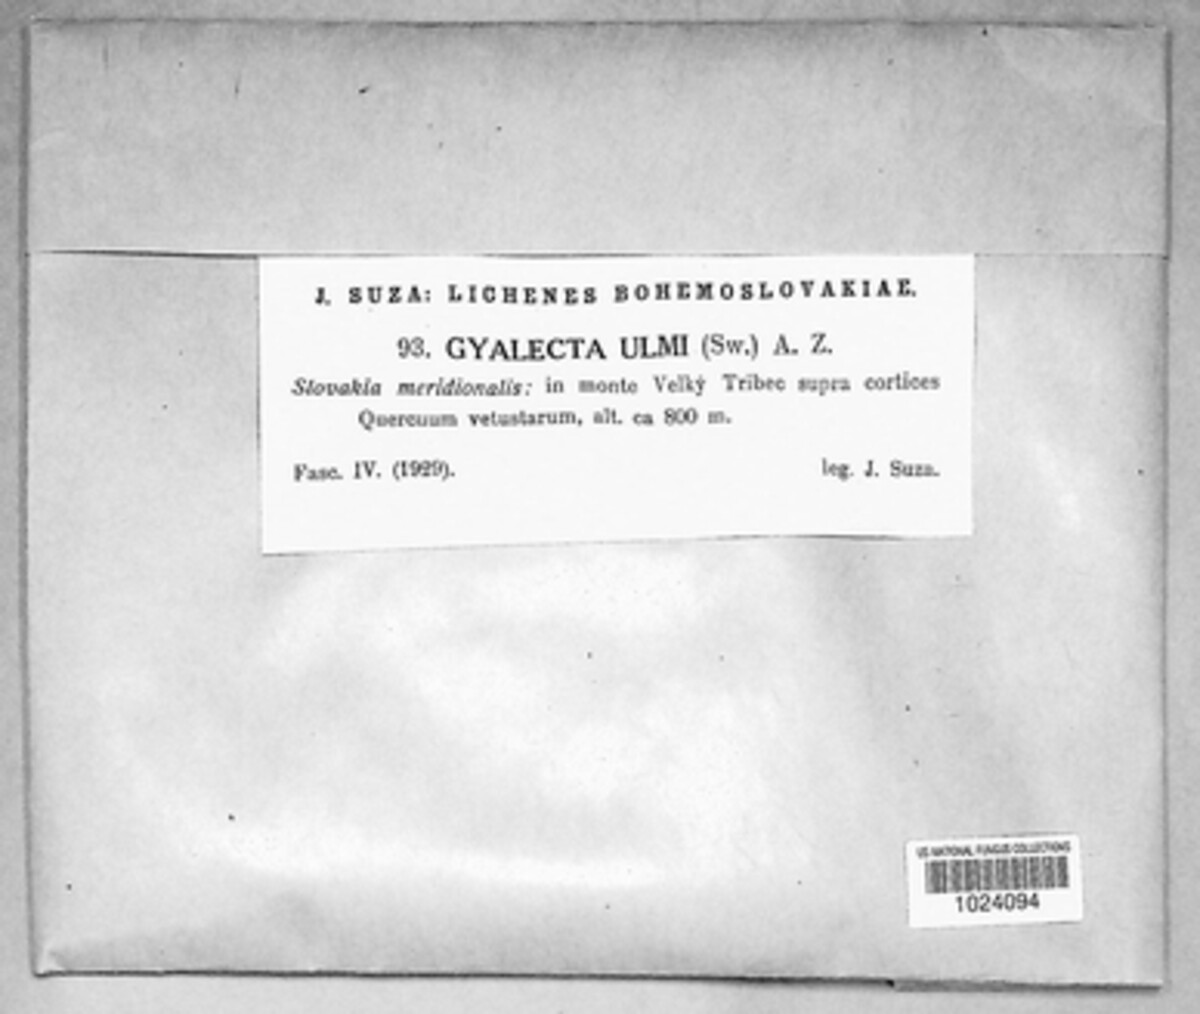 J. SUZA: LICHENES BOHEMOSLOVAKIAE.
93. GYALECTA ULMI (Sw.) A. Z.
Slovakia meridionalis: in monte Velký Tribec supra cortices
Quercuum vetustarum, alt. ca 800 m.
Fasc. IV. (1929). leg. J. Suza.
US NATIONAL FUNGUS COLLECTIONS
1024094